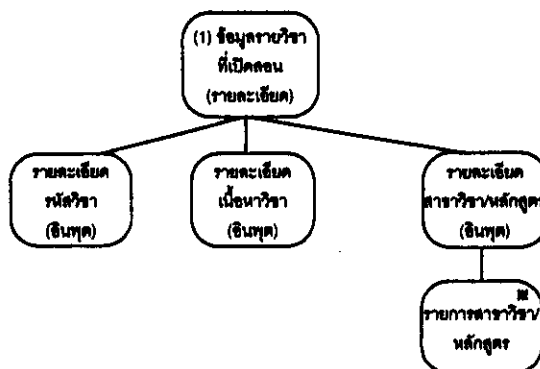 (1) ข้อมูลรายวิชา
ที่เปิดสอน
(รายละเอียด)
รายละเอียด
รหัสวิชา
(อินพุต)
รายละเอียด
เนื้อหาวิชา
(อินพุต)
รายละเอียด
สาขาวิชา/หลักสูตร
(อินพุต)
※
รายการสาขาวิชา/
หลักสูตร